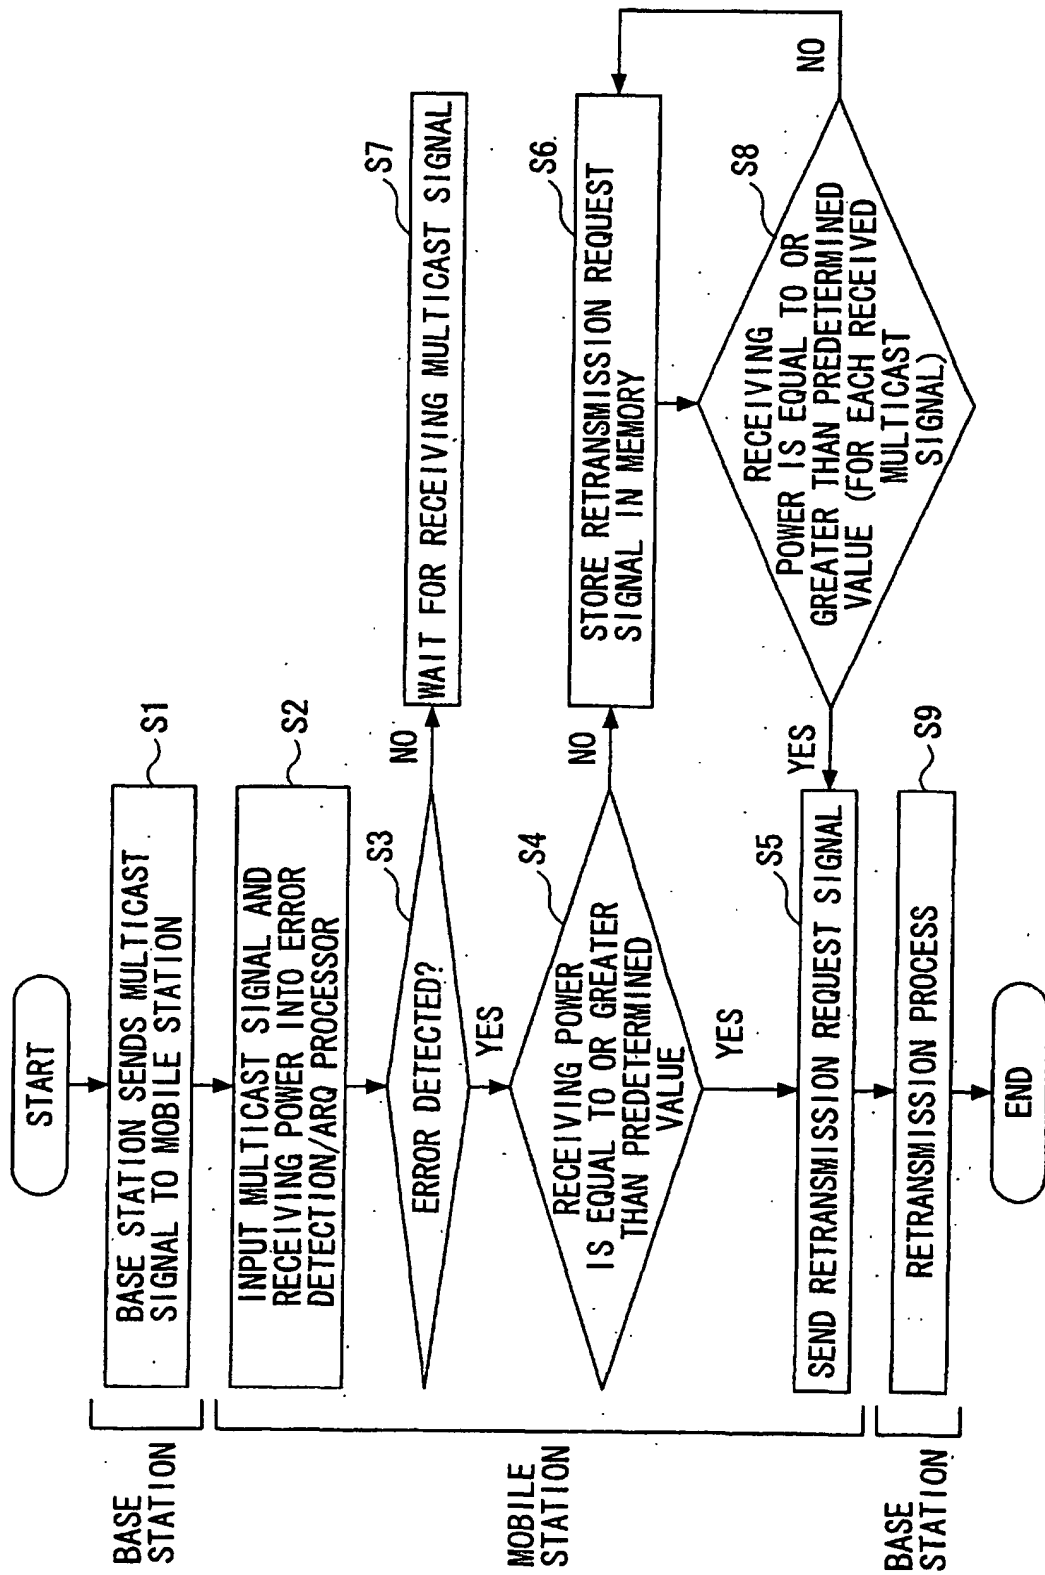 START
BASE STATION SENDS MULTICAST
SIGNAL TO MOBILE STATION
S1
INPUT MULTICAST SIGNAL AND
RECEIVING POWER INTO ERROR
DETECTION/ARQ PROCESSOR
S2
ERROR DETECTED?
S3
NO
WAIT FOR RECEIVING MULTICAST SIGNAL
S7
YES
RECEIVING POWER
IS EQUAL TO OR GREATER
THAN PREDETERMINED
VALUE
S4
NO
STORE RETRANSMISSION REQUEST
SIGNAL IN MEMORY
S6
YES
RECEIVING
POWER IS EQUAL TO OR
GREATER THAN PREDETERMINED
VALUE (FOR EACH RECEIVED
MULTICAST
SIGNAL)
S8
NO
YES
SEND RETRANSMISSION REQUEST SIGNAL
S5
RETRANSMISSION PROCESS
S9
END
BASE
STATION
MOBILE
STATION
BASE
STATION